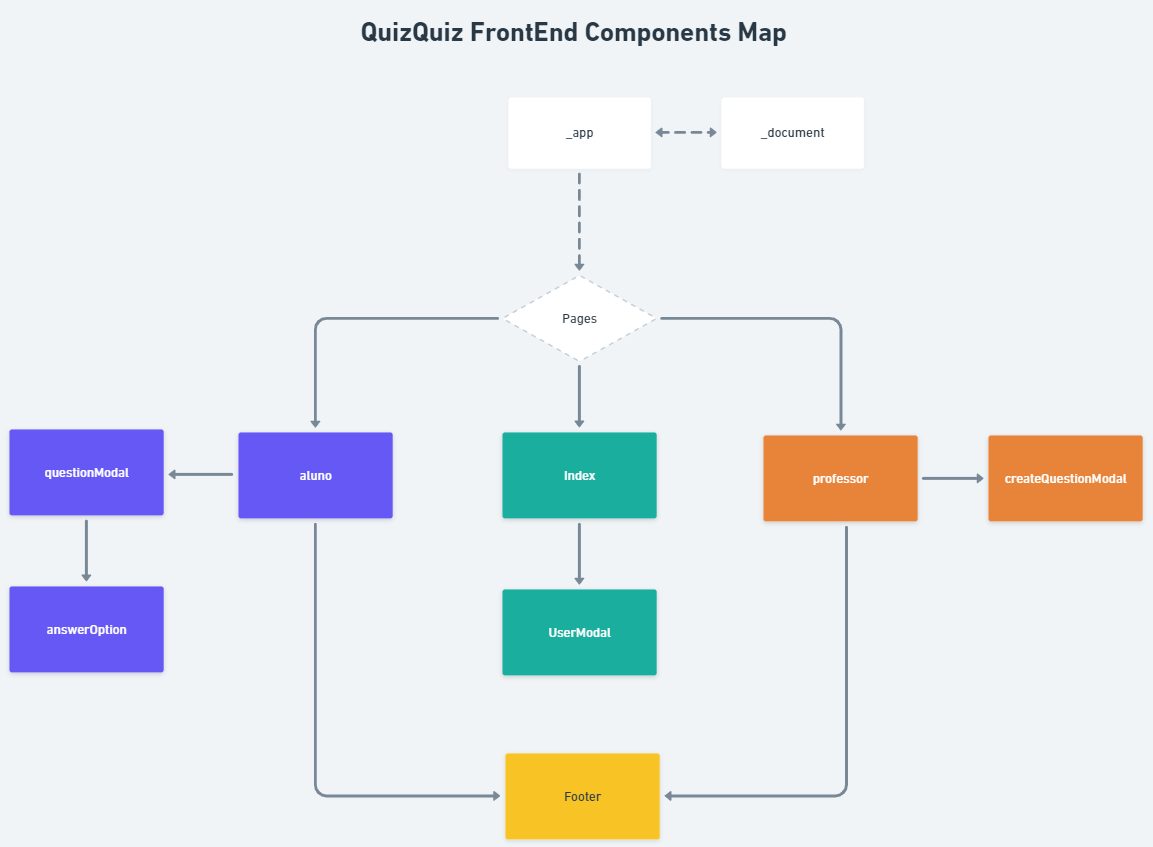 QuizQuiz FrontEnd Components Map
_app
_document
Pages
questionModal
aluno
Index
professor
createQuestionModal
answerOption
UserModal
Footer